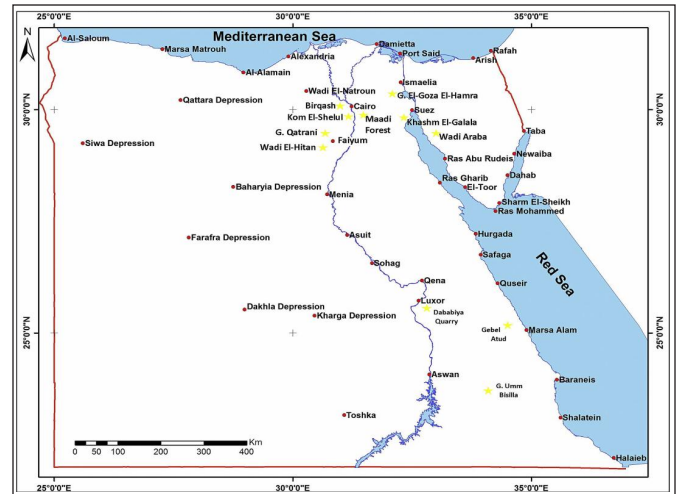 25°0'0"E
30°0'0"E
35°0'0"E
N
Mediterranean Sea
Al-Saloum
Marsa Matrouh
Alexandria
Damietta
Port Said
Rafah
Arish
Al-Alamain
Ismaelia
Wadi El-Natroun
G. El-Goza El-Hamra
30°0'0"N
30°0'0"N
Qattara Depression
Birqash
Cairo
Suez
Kom El-Shelul
Maadi
Forest
Khashm El-Galala
Taba
G. Qatrani
Wadi Araba
Siwa Depression
Faiyum
Wadi El-Hitan
Newaiba
Ras Abu Rudeis
Dahab
Ras Gharib
El-Toor
Baharyia Depression
Menia
Sharm El-Sheikh
Ras Mohammed
Farafra Depression
Asuit
Hurgada
Safaga
Sohag
Red Sea
Qena
Quseir
Luxor
Dakhla Depression
Kharga Depression
Dababiya
Quarry
25°0'0"N
25°0'0"N
Gebel
Atud
Marsa Alam
Aswan
Baraneis
G. Umm
Bisilla
Toshka
Shalatein
Km
0 50 100 200 300 400
Halaieb
25°0'0"E
30°0'0"E
35°0'0"E